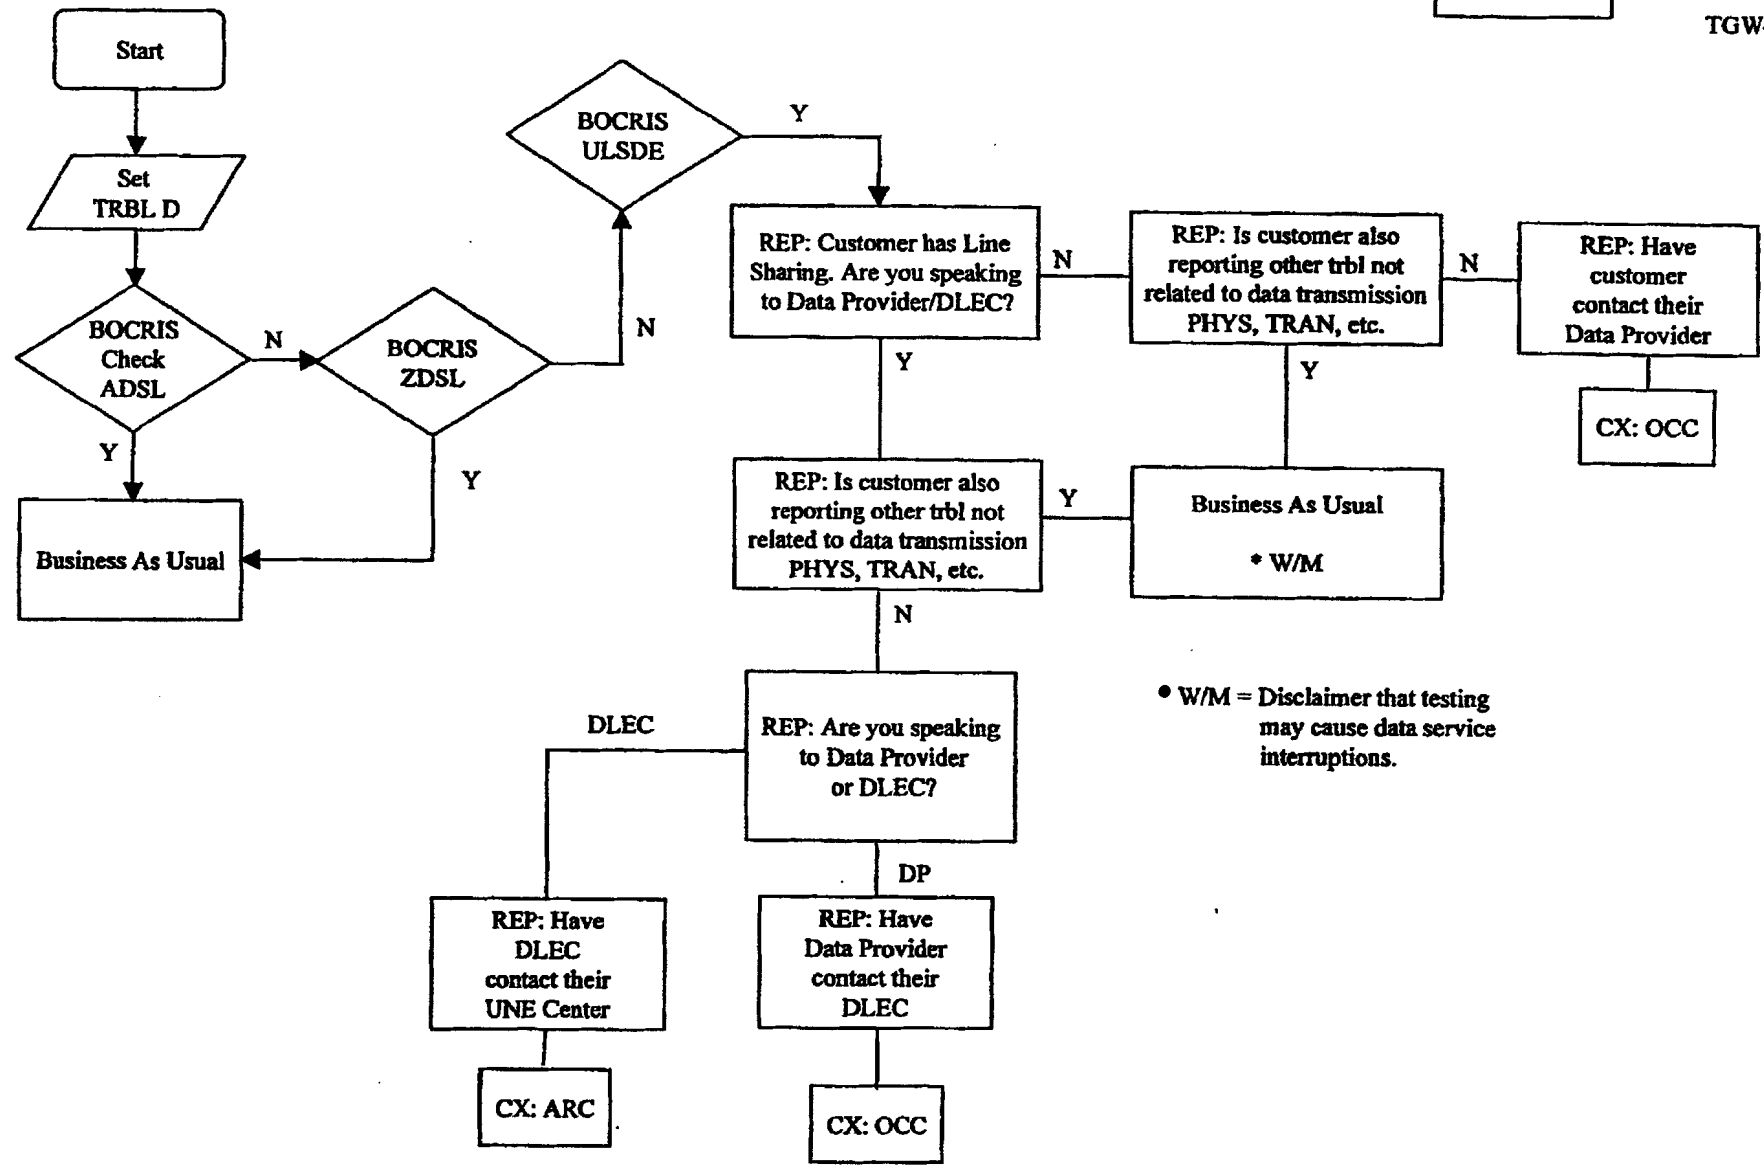 TGW-
Start
Set
TRBL D
BOCRIS
Check
ADSL
N
Y
BOCRIS
ZDSL
N
Y
Business As Usual
BOCRIS
ULSDE
Y
REP: Customer has Line
Sharing. Are you speaking
to Data Provider/DLEC?
N
Y
REP: Is customer also
reporting other trbl not
related to data transmission
PHYS, TRAN, etc.
N
Y
REP: Have
customer
contact their
Data Provider
CX: OCC
REP: Is customer also
reporting other trbl not
related to data transmission
PHYS, TRAN, etc.
Y
N
Business As Usual
* W/M
• W/M = Disclaimer that testing
may cause data service
interruptions.
REP: Are you speaking
to Data Provider
or DLEC?
DLEC
DP
REP: Have
DLEC
contact their
UNE Center
CX: ARC
REP: Have
Data Provider
contact their
DLEC
CX: OCC